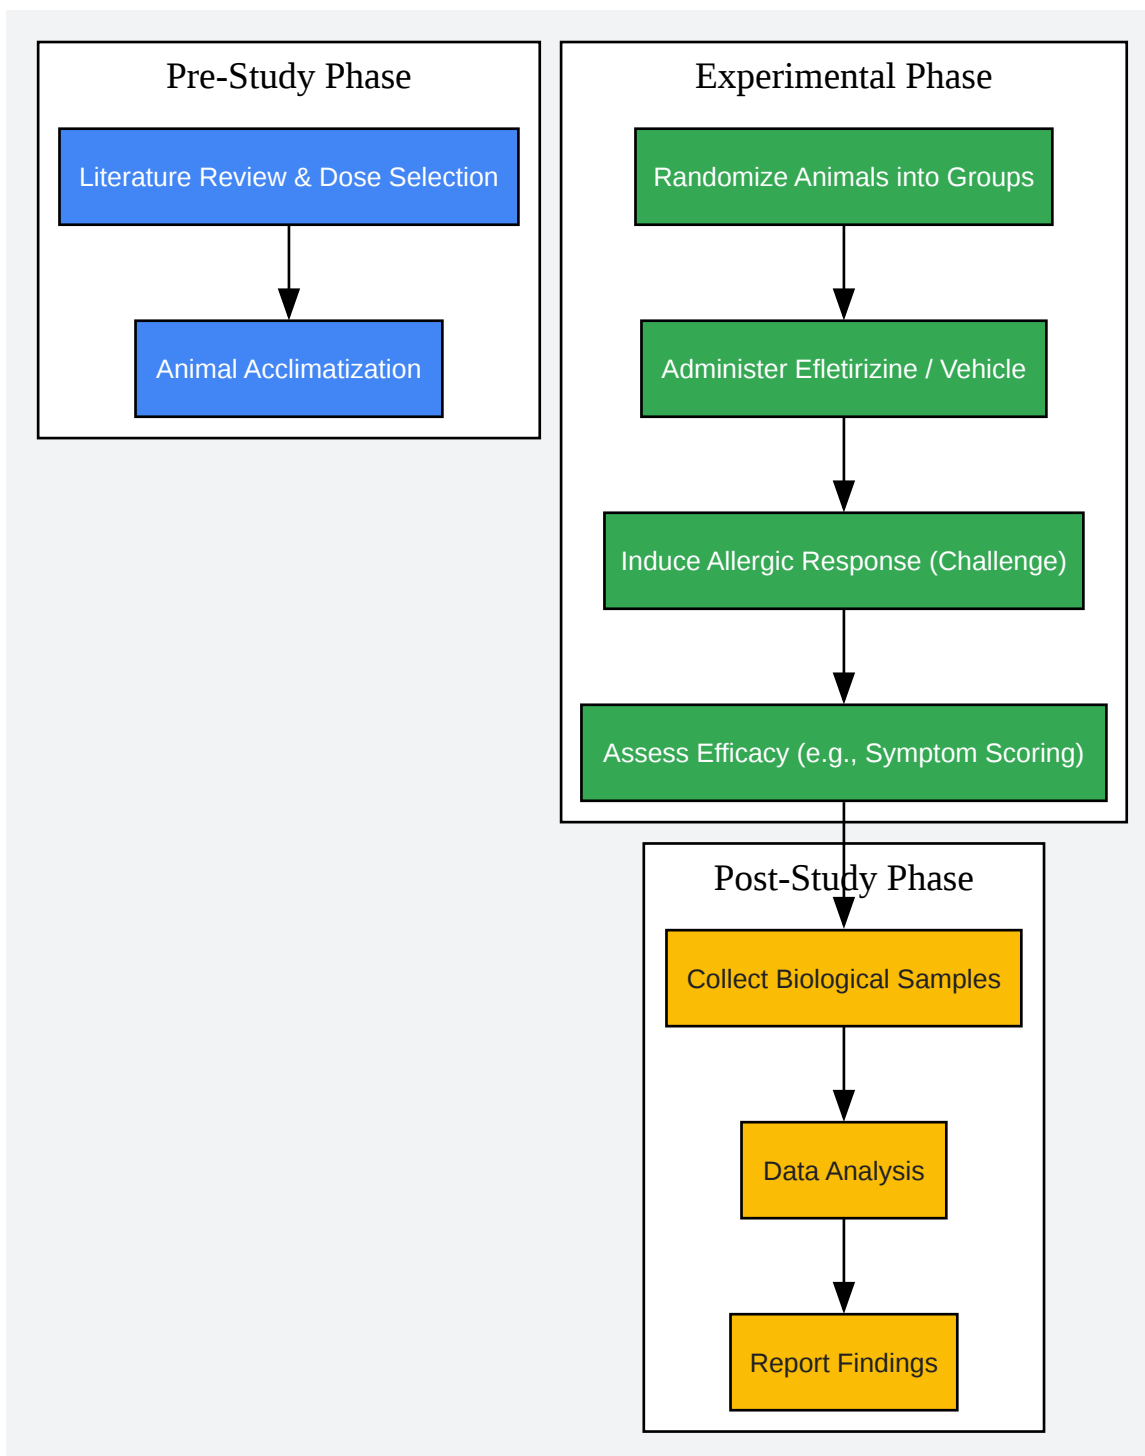 Pre-Study Phase
Literature Review & Dose Selection
Animal Acclimatization
Experimental Phase
Randomize Animals into Groups
Administer Efletirizine / Vehicle
Induce Allergic Response (Challenge)
Assess Efficacy (e.g., Symptom Scoring)
Post-Study Phase
Collect Biological Samples
Data Analysis
Report Findings